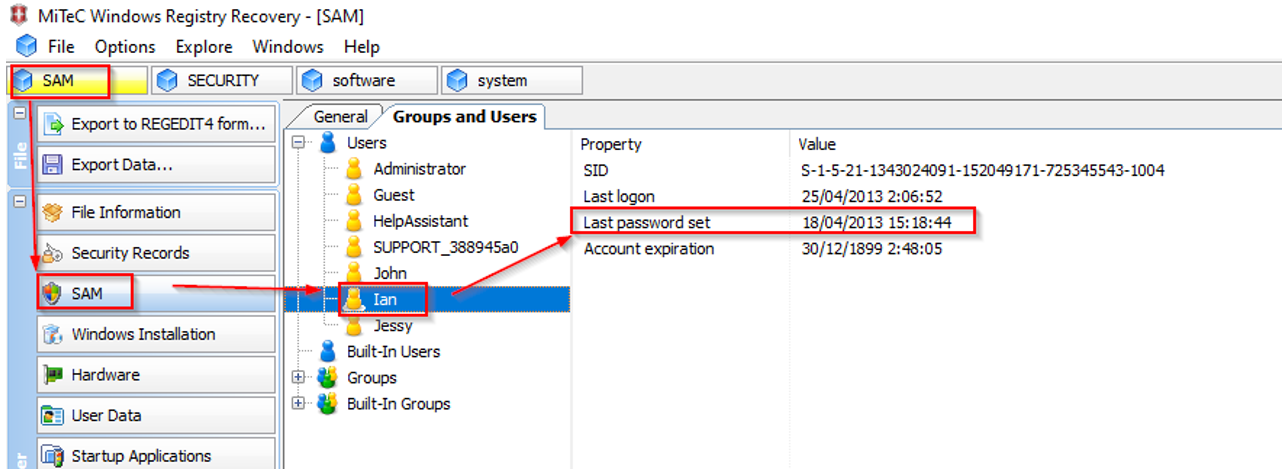 MiTeC Windows Registry Recovery - [SAM]
File Options Explore Windows Help
SAM SECURITY software system
File
Export to REGEDIT4 form...
Export Data...
File Information
Security Records
SAM
Windows Installation
Hardware
User Data
Startup Applications
General Groups and Users
Users
Administrator
Guest
HelpAssistant
SUPPORT_388945a0
John
Ian
Jessy
Built-In Users
Groups
Built-In Groups
Property Value
SID S-1-5-21-1343024091-152049171-725345543-1004
Last logon 25/04/2013 2:06:52
Last password set 18/04/2013 15:18:44
Account expiration 30/12/1899 2:48:05